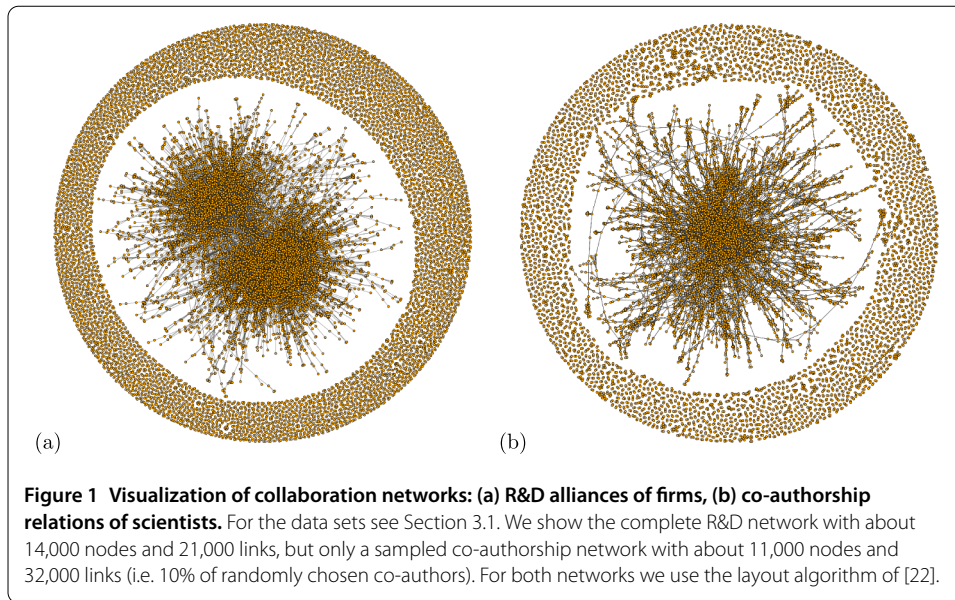 (a)
(b)
Figure 1 Visualization of collaboration networks: (a) R&D alliances of firms, (b) co-authorship
relations of scientists. For the data sets see Section 3.1. We show the complete R&D network with about
14,000 nodes and 21,000 links, but only a sampled co-authorship network with about 11,000 nodes and
32,000 links (i.e. 10% of randomly chosen co-authors). For both networks we use the layout algorithm of [22].